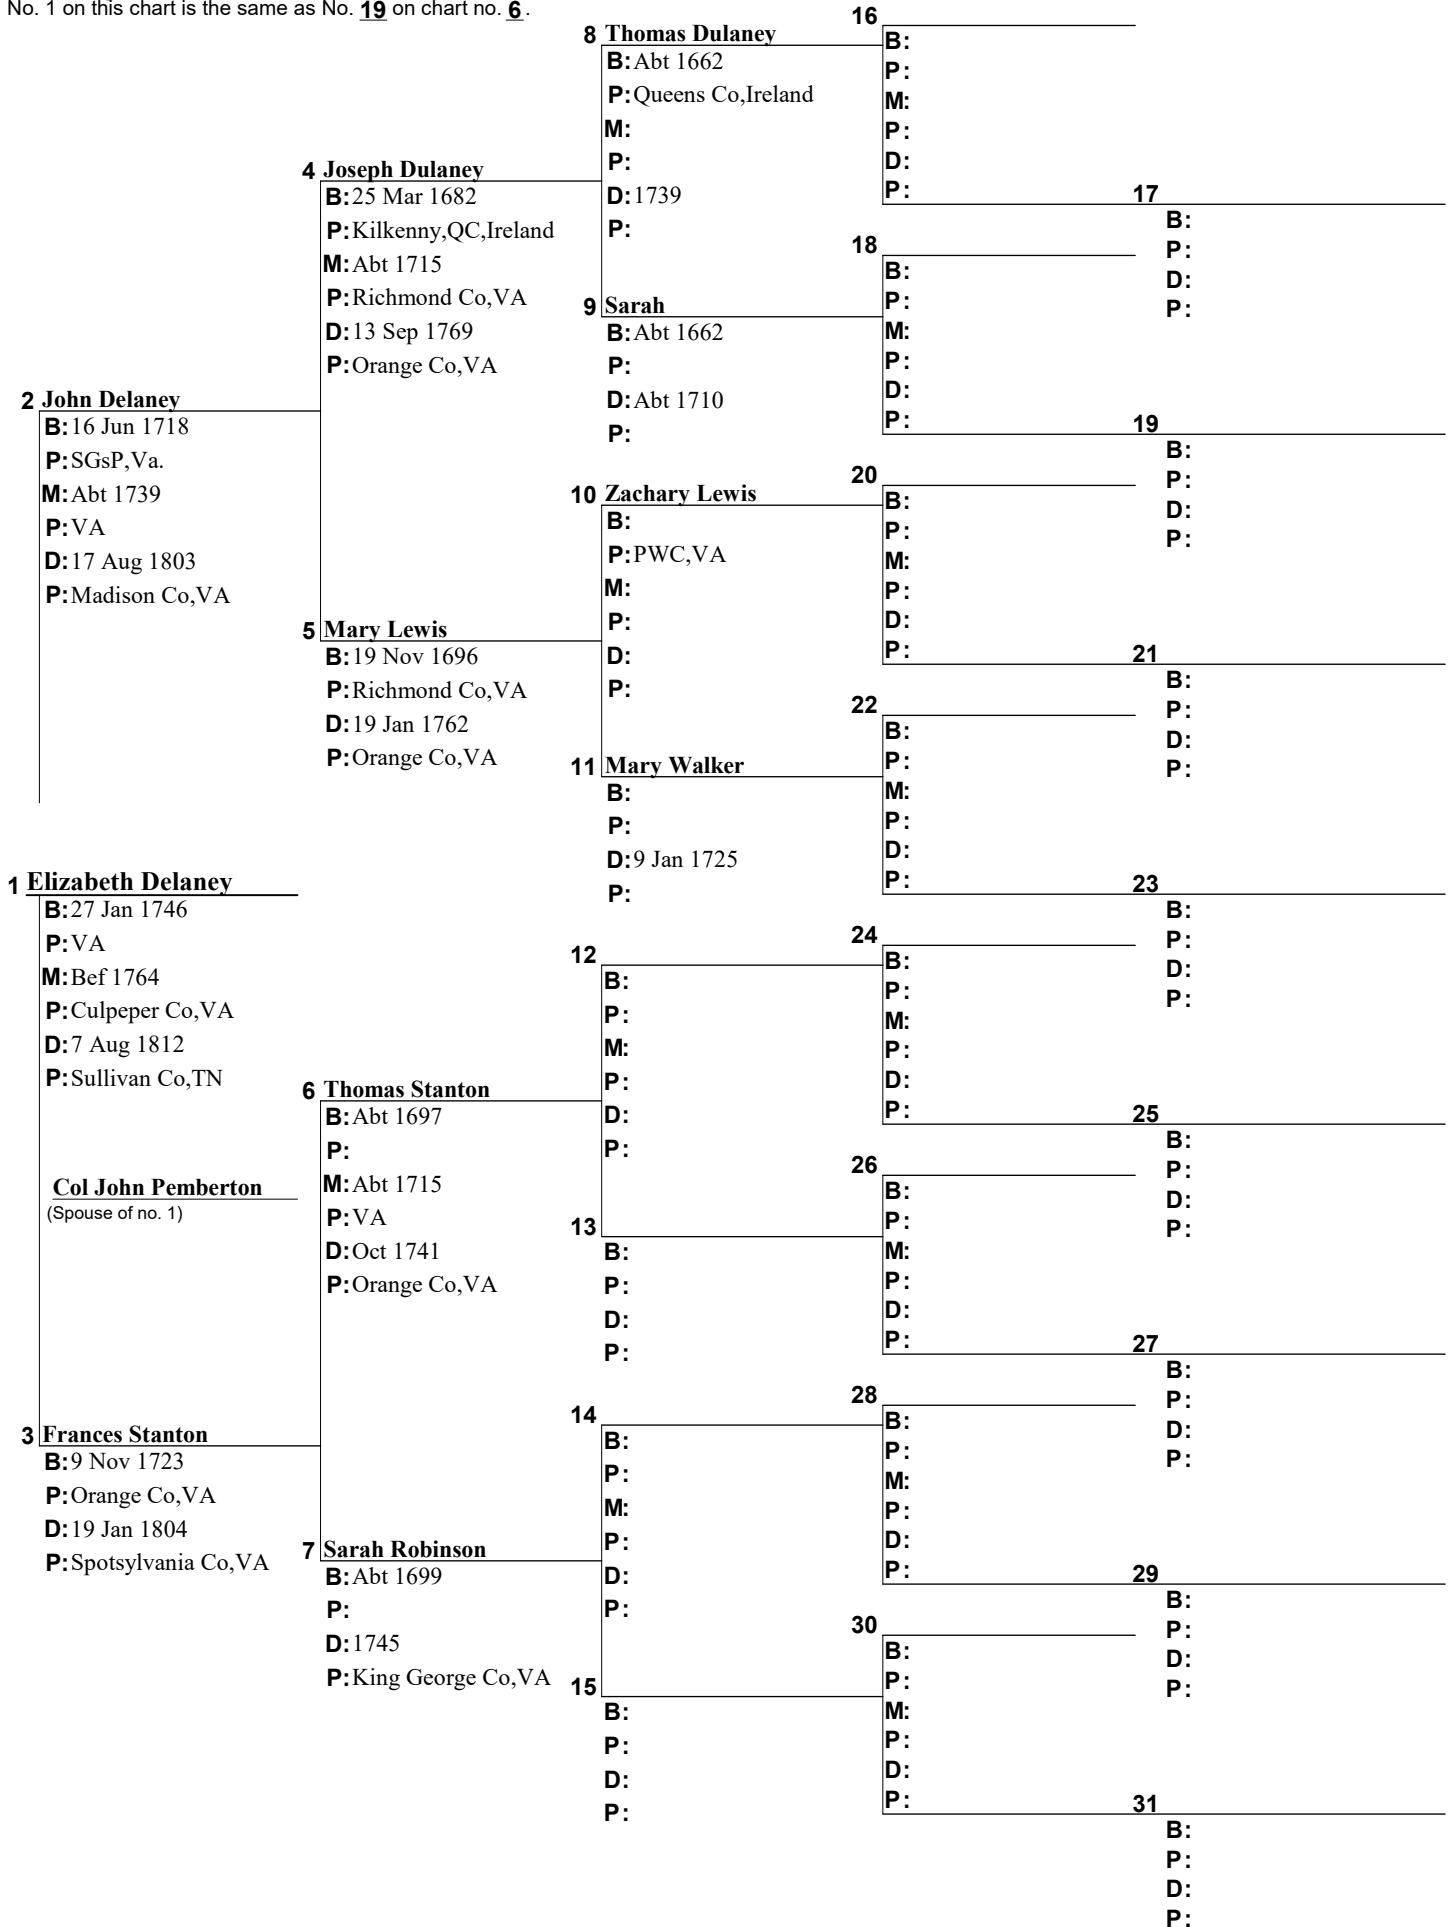 No. 1 on this chart is the same as No. 19 on chart no. 6.
1 Elizabeth Delaney
B:27 Jan 1746
P:VA
M:Bef 1764
P:Culpeper Co,VA
D:7 Aug 1812
P:Sullivan Co,TN
Col John Pemberton
(Spouse of no. 1)
2 John Delaney
B:16 Jun 1718
P:SGsP,Va.
M:Abt 1739
P:VA
D:17 Aug 1803
P:Madison Co,VA
3 Frances Stanton
B:9 Nov 1723
P:Orange Co,VA
D:19 Jan 1804
P:Spotsylvania Co,VA
4 Joseph Dulaney
B:25 Mar 1682
P:Kilkenny,QC,Ireland
M:Abt 1715
P:Richmond Co,VA
D:13 Sep 1769
P:Orange Co,VA
5 Mary Lewis
B:19 Nov 1696
P:Richmond Co,VA
D:19 Jan 1762
P:Orange Co,VA
6 Thomas Stanton
B:Abt 1697
P:
M:Abt 1715
P:VA
D:Oct 1741
P:Orange Co,VA
7 Sarah Robinson
B:Abt 1699
P:
D:1745
P:King George Co,VA
8 Thomas Dulaney
B:Abt 1662
P:Queens Co,Ireland
M:
P:
D:1739
P:
9 Sarah
B:Abt 1662
P:
D:Abt 1710
P:
10 Zachary Lewis
B:
P:PWC,VA
M:
P:
D:
P:
11 Mary Walker
B:
P:
D:9 Jan 1725
P:
12
B:
P:
M:
P:
D:
P:
13
B:
P:
D:
P:
14
B:
P:
M:
P:
D:
P:
15
B:
P:
D:
P:
16
B:
P:
M:
P:
D:
P:
17
B:
P:
D:
P:
18
B:
P:
M:
P:
D:
P:
19
B:
P:
D:
P:
20
B:
P:
M:
P:
D:
P:
21
B:
P:
D:
P:
22
B:
P:
M:
P:
D:
P:
23
B:
P:
D:
P:
24
B:
P:
M:
P:
D:
P:
25
B:
P:
D:
P:
26
B:
P:
M:
P:
D:
P:
27
B:
P:
D:
P:
28
B:
P:
M:
P:
D:
P:
29
B:
P:
D:
P:
30
B:
P:
M:
P:
D:
P:
31
B:
P:
D:
P: